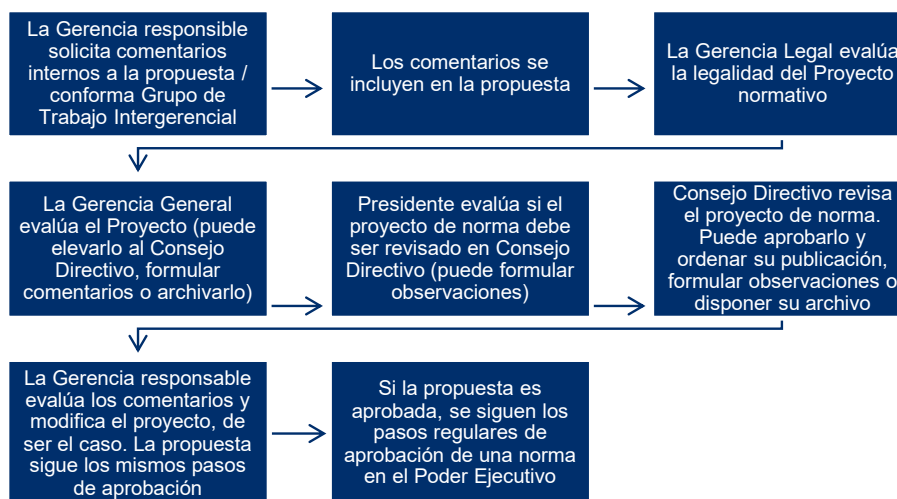 La Gerencia responsible
solicita comentarios
internos a la propuesta /
conforma Grupo de
Trabajo Intergerencial
Los comentarios se
incluyen en la propuesta
La Gerencia Legal evalúa
la legalidad del Proyecto
normativo
La Gerencia General
evalúa el Proyecto (puede
elevarlo al Consejo
Directivo, formular
comentarios o archivarlo)
Presidente evalúa si el
proyecto de norma debe
ser revisado en Consejo
Directivo (puede formular
observaciones)
Consejo Directivo revisa
el proyecto de norma.
Puede aprobarlo y
ordenar su publicación,
formular observaciones o
disponer su archivo
La Gerencia responsable
evalúa los comentarios y
modifica el proyecto, de
ser el caso. La propuesta
sigue los mismos pasos
de aprobación
Si la propuesta es
aprobada, se siguen los
pasos regulares de
aprobación de una norma
en el Poder Ejecutivo